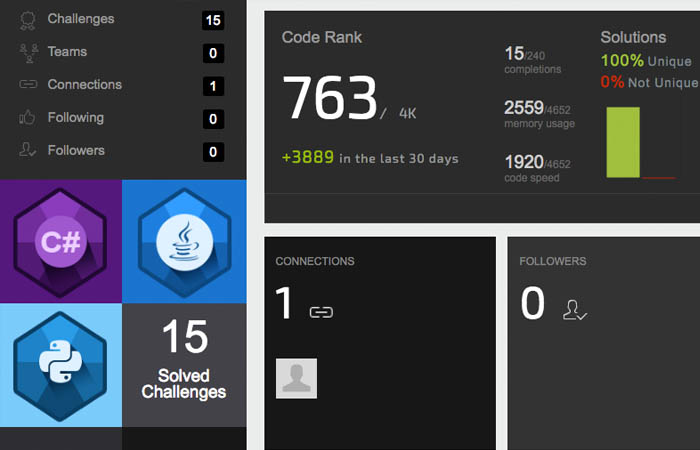 Challenges 15
Teams 0
Connections 1
Following 0
Followers 0
C#
15
Solved
Challenges
Code Rank
763/ 4K
+3889 in the last 30 days
15/240
completions
2559/4652
memory usage
1920/4652
code speed
Solutions
100% Unique
0% Not Unique
CONNECTIONS
1
FOLLOWERS
0